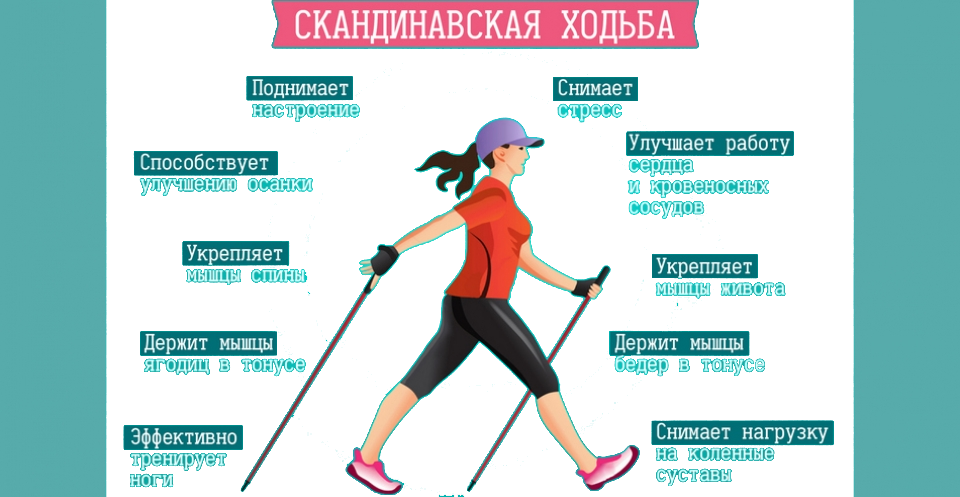 СКАНДИНАВСКАЯ ХОДЬБА
Поднимает
настроение
Снимает
стресс
Способствует
улучшению осанки
Улучшает работу
сердца
и кровеносных
сосудов
Укрепляет
мышцы спины
Укрепляет
мышцы живота
Держит мышцы
ягодиц в тонусе
Держит мышцы
бедер в тонусе
Эффективно
тренирует
ноги
Снимает нагрузку
на коленные
суставы